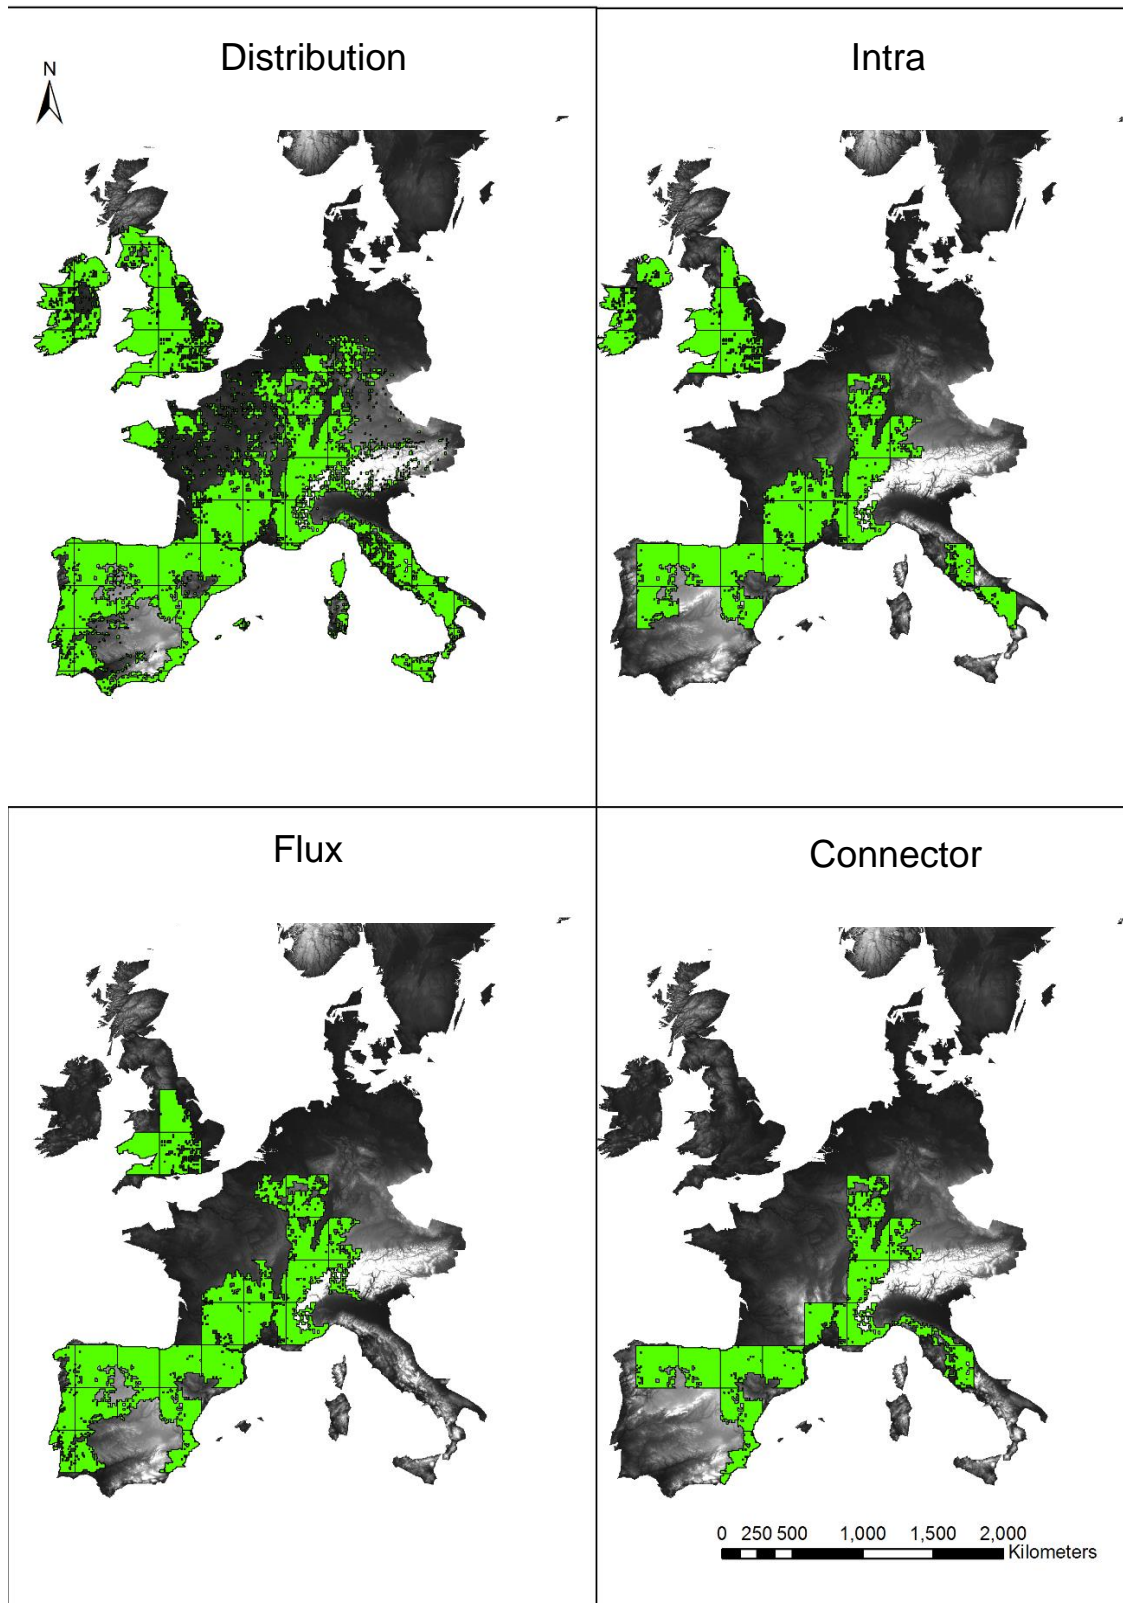 Distribution
Intra
N
Flux
Connector
0 250 500 1,000 1,500 2,000
Kilometers